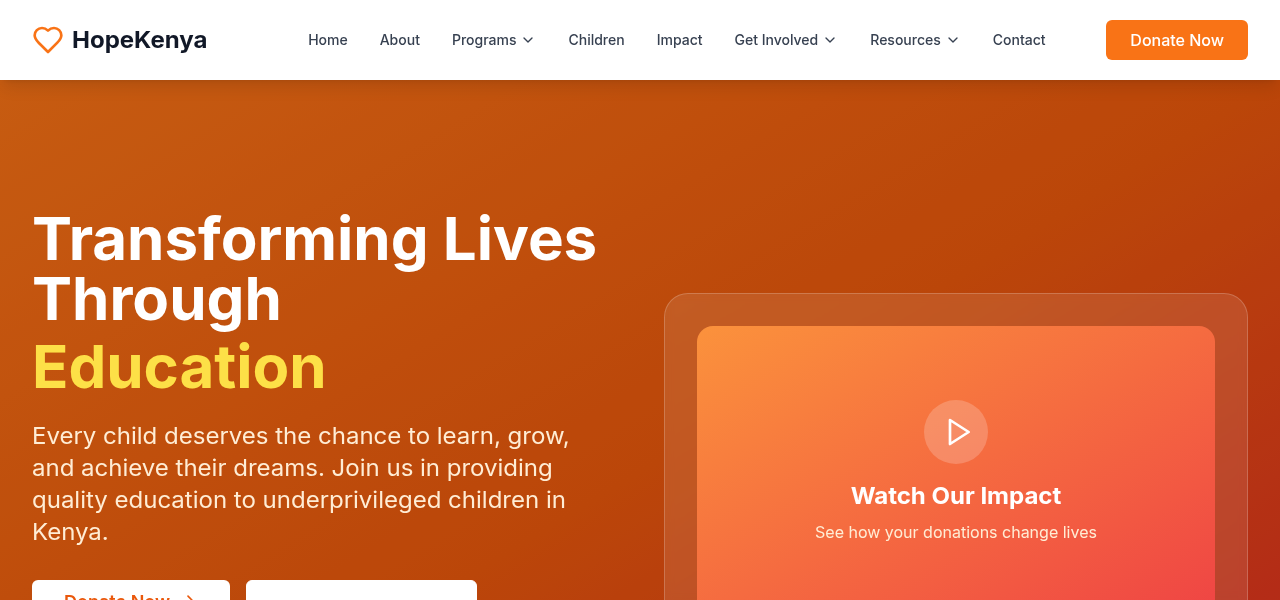 HopeKenya
Home
About
Programs
Children
Impact
Get Involved
Resources
Contact
Donate Now
Transforming Lives
Through
Education
Every child deserves the chance to learn, grow,
and achieve their dreams. Join us in providing
quality education to underprivileged children in
Kenya.
Donate Now
Watch Our Impact
See how your donations change lives